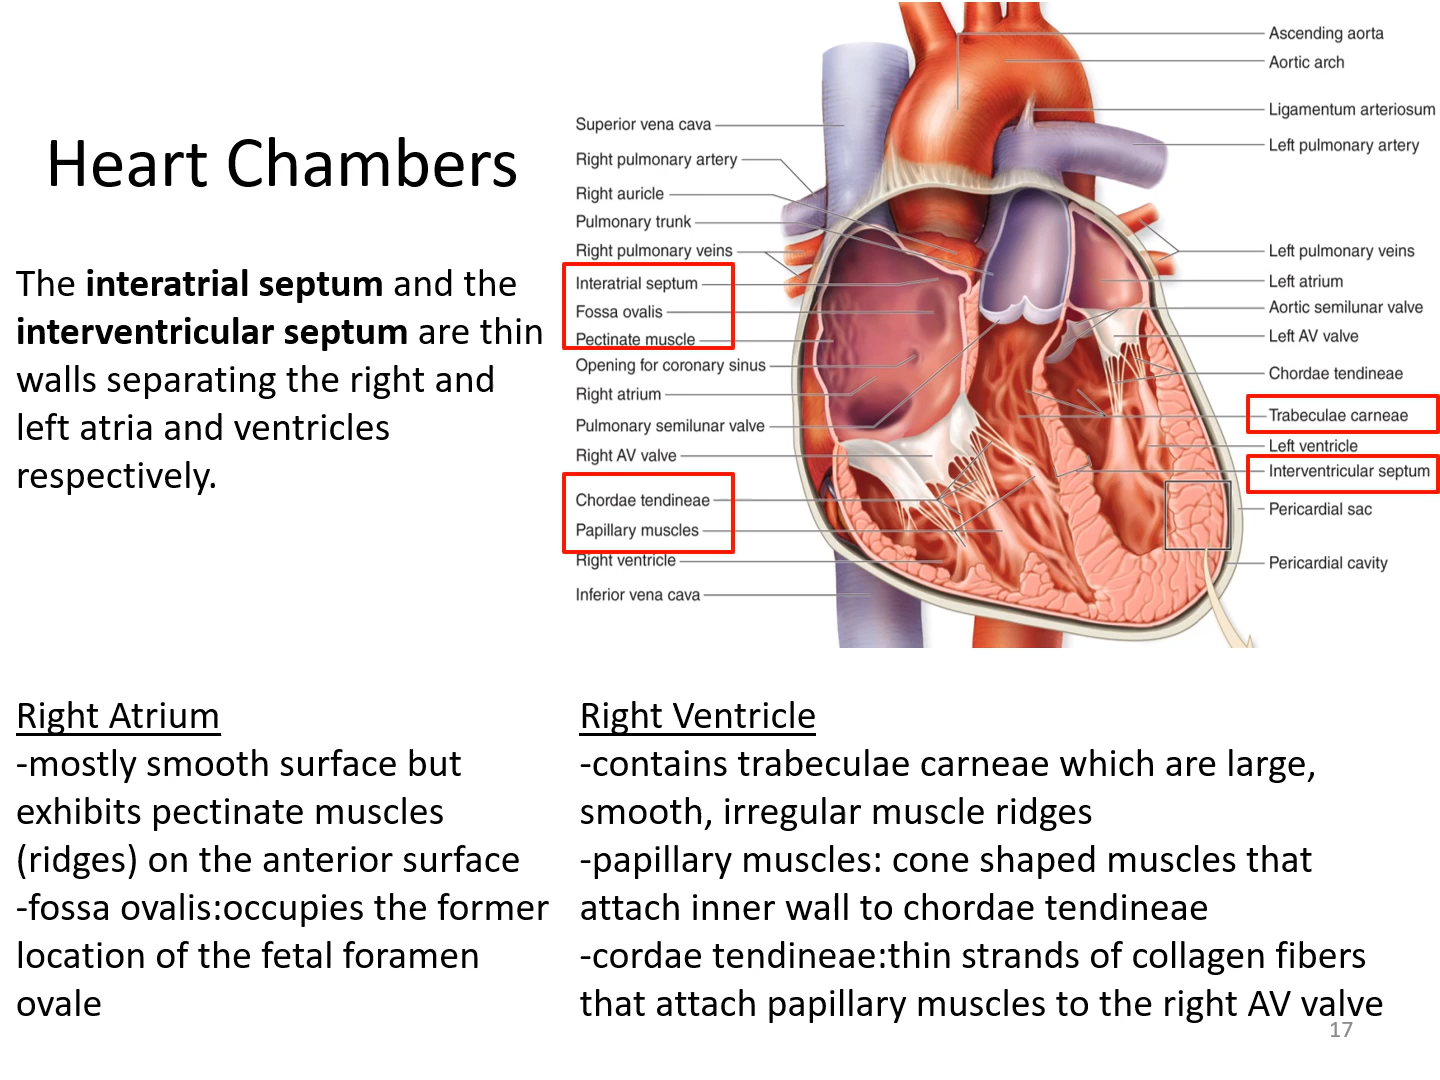 Heart Chambers
The interatrial septum and the
interventricular septum are thin
walls separating the right and
left atria and ventricles
respectively.
Superior vena cava
Right pulmonary artery
Right auricle
Pulmonary trunk
Right pulmonary veins
Interatrial septum
Fossa ovalis
Pectinate muscle
Opening for coronary sinus
Right atrium
Pulmonary semilunar valve
Right AV valve
Chordae tendineae
Papillary muscles
Right ventricle
Inferior vena cava
Ascending aorta
Aortic arch
Ligamentum arteriosum
Left pulmonary artery
Left pulmonary veins
Left atrium
Aortic semilunar valve
Left AV valve
Chordae tendineae
Trabeculae carneae
Left ventricle
Interventricular septum
Pericardial sac
Pericardial cavity
Right Atrium
-mostly smooth surface but
exhibits pectinate muscles
(ridges) on the anterior surface
-fossa ovalis:occupies the former
location of the fetal foramen
ovale
Right Ventricle
-contains trabeculae carneae which are large,
smooth, irregular muscle ridges
-papillary muscles: cone shaped muscles that
attach inner wall to chordae tendineae
-cordae tendineae:thin strands of collagen fibers
that attach papillary muscles to the right AV valve
17